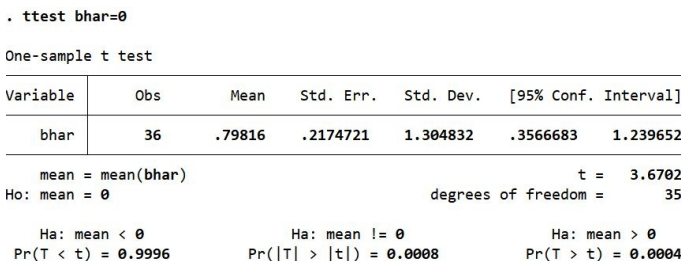 . ttest bhar=0
One-sample t test
Variable Obs Mean Std. Err. Std. Dev. [95% Conf. Interval]
bhar 36 .79816 .2174721 1.304832 .3566683 1.239652
mean = mean(bhar) t = 3.6702
Ho: mean = 0 degrees of freedom = 35
Ha: mean < 0 Ha: mean != 0 Ha: mean > 0
Pr(T < t) = 0.9996 Pr(|T| > |t|) = 0.0008 Pr(T > t) = 0.0004